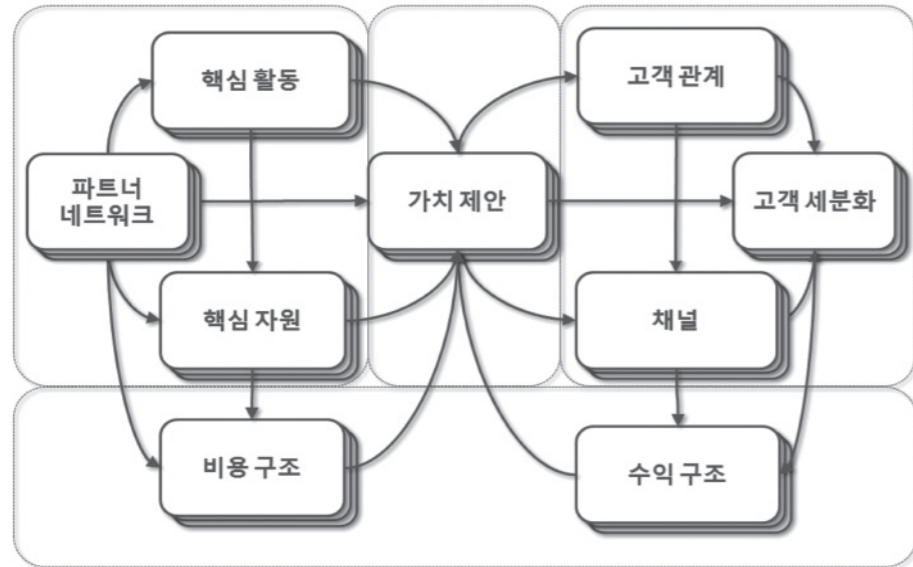 핵심 활동
고객 관계
파트너
네트워크
가치 제안
고객 세분화
핵심 자원
채널
비용 구조
수익 구조